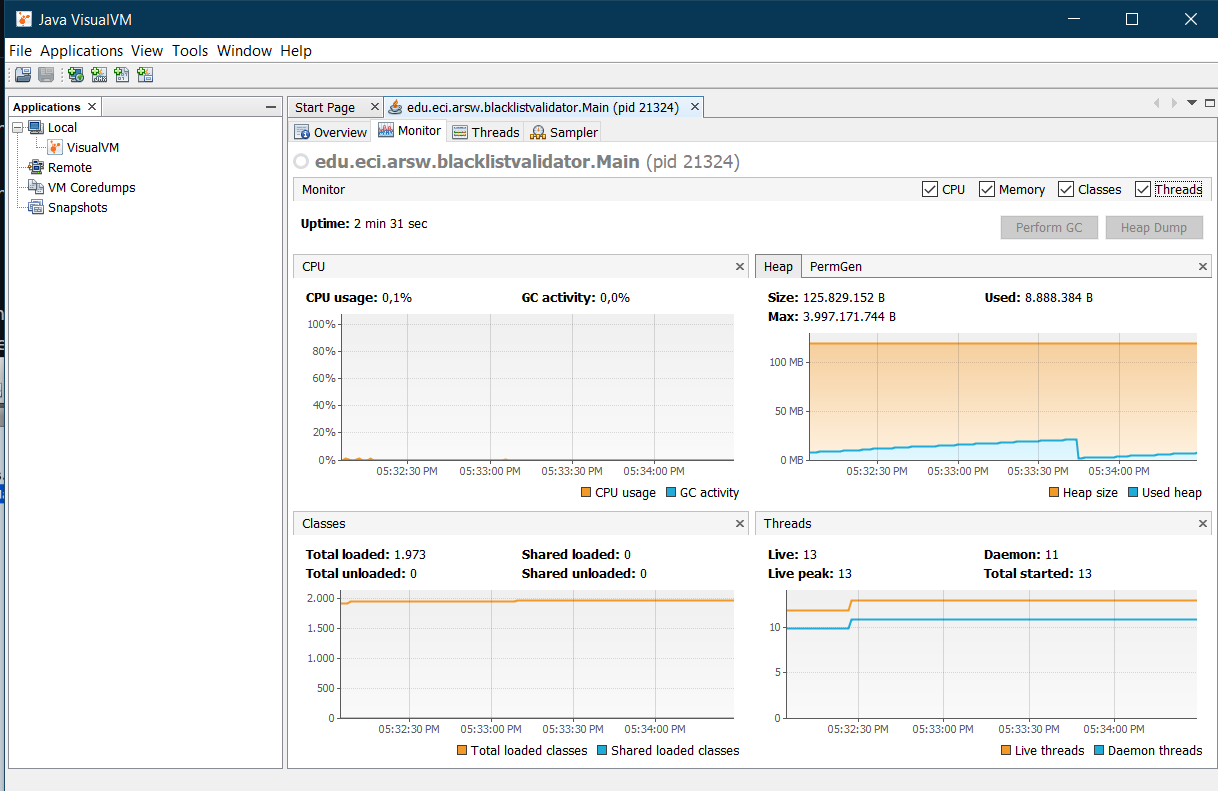 Java VisualVM
File Applications View Tools Window Help
Applications
Local
VisualVM
Remote
VM Coredumps
Snapshots
Start Page
edu.eci.arsw.blacklistvalidator.Main (pid 21324)
Overview Monitor Threads Sampler
edu.eci.arsw.blacklistvalidator.Main (pid 21324)
Monitor
CPU Memory Classes Threads
Uptime: 2 min 31 sec
Perform GC Heap Dump
CPU
CPU usage: 0,1% GC activity: 0,0%
100%
80%
60%
40%
20%
0%
05:32:30 PM 05:33:00 PM 05:33:30 PM 05:34:00 PM
CPU usage GC activity
Heap PermGen
Size: 125.829.152 B Used: 8.888.384 B
Max: 3.997.171.744 B
100 MB
50 MB
0 MB
05:32:30 PM 05:33:00 PM 05:33:30 PM 05:34:00 PM
Heap size Used heap
Classes
Total loaded: 1.973 Shared loaded: 0
Total unloaded: 0 Shared unloaded: 0
2.000
1.500
1.000
500
0
05:32:30 PM 05:33:00 PM 05:33:30 PM 05:34:00 PM
Total loaded classes Shared loaded classes
Threads
Live: 13 Daemon: 11
Live peak: 13 Total started: 13
10
5
0
05:32:30 PM 05:33:00 PM 05:33:30 PM 05:34:00 PM
Live threads Daemon threads